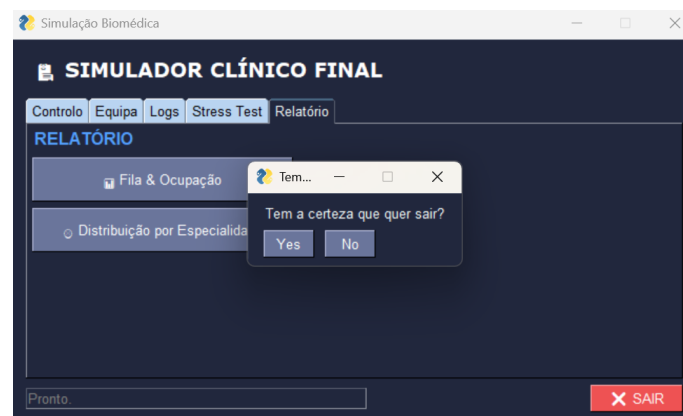 Simulação Biomédica
SIMULADOR CLÍNICO FINAL
Controlo Equipa Logs Stress Test Relatório
RELATÓRIO
Fila & Ocupação
Distribuição por Especialida
Tem...
Tem a certeza que quer sair?
Yes No
Pronto.
SAIR